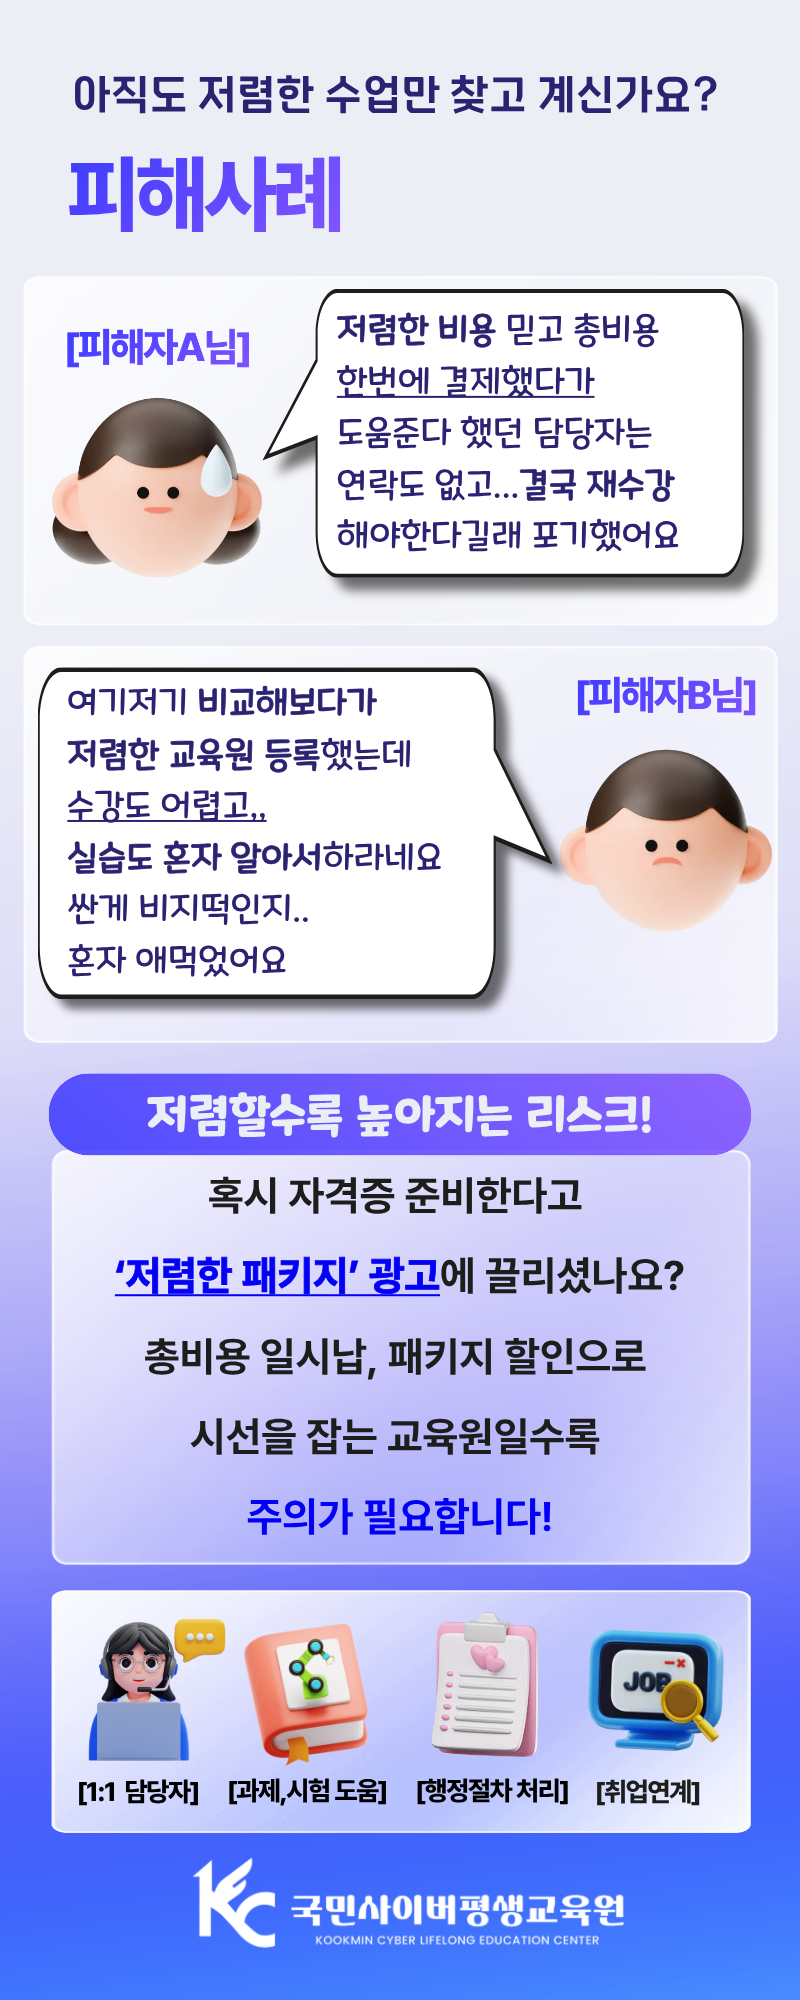 아직도 저렴한 수업만 찾고 계신가요?
피해사례
[피해자A님]
저렴한 비용 믿고 총비용
한번에 결제했다가
도움준다 했던 담당자는
연락도 없고...결국 재수강
해야한다길래 포기했어요
[피해자B님]
여기저기 비교해보다가
저렴한 교육원 등록했는데
수강도 어렵고,,
실습도 혼자 알아서하라네요
싼게 비지떡인지..
혼자 애먹었어요
저렴할수록 높아지는 리스크!
혹시 자격증 준비한다고
‘저렴한 패키지’ 광고에 끌리셨나요?
총비용 일시납, 패키지 할인으로
시선을 잡는 교육원일수록
주의가 필요합니다!
JOB
[1:1 담당자] [과제,시험 도움] [행정절차 처리] [취업연계]
KC 국민사이버평생교육원
KOOKMIN CYBER LIFELONG EDUCATION CENTER